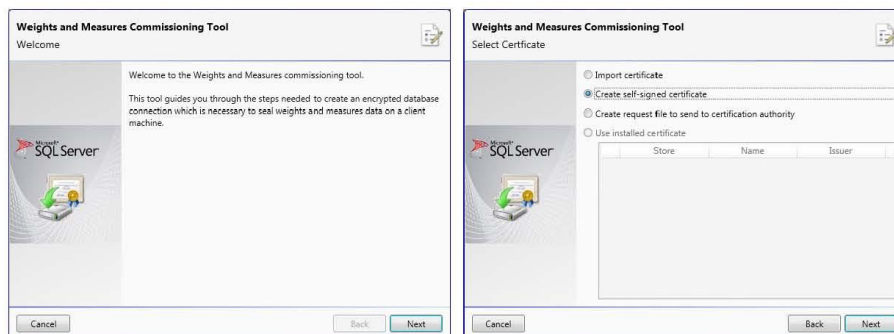 Weights and Measures Commissioning Tool
Welcome
Welcome to the Weights and Measures commissioning tool.
This tool guides you through the steps needed to create an encrypted database
connection which is necessary to seal weights and measures data on a client
machine.
Microsoft®
SQL Server
Cancel
Back
Next
Weights and Measures Commissioning Tool
Select Certficate
Import certificate
Create self-signed certificate
Create request file to send to certification authority
Use installed certificate
Store Name Issuer
Microsoft®
SQL Server
Cancel
Back
Next